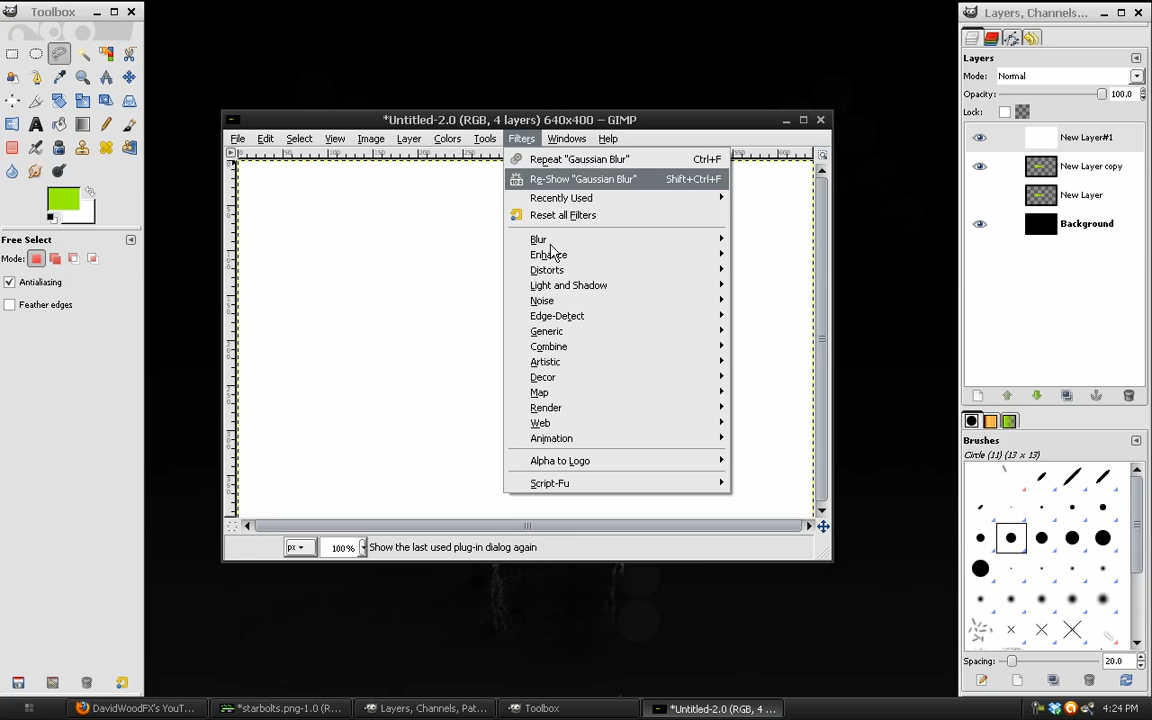 Toolbox
Layers, Channels...
*Untitled-2.0 (RGB, 4 layers) 640x400 – GIMP
File Edit Select View Image Layer Colors Tools Filters Windows Help
Repeat "Gaussian Blur" Ctrl+F
Re-Show "Gaussian Blur" Shift+Ctrl+F
Recently Used
Reset all Filters
Blur
Enhance
Distorts
Light and Shadow
Noise
Edge-Detect
Generic
Combine
Artistic
Decor
Map
Render
Web
Animation
Alpha to Logo
Script-Fu
px 100% Show the last used plug-in dialog again
Free Select
Mode:
Antialiasing
Feather edges
Layers
Mode: Normal
Opacity: 100.0
Lock:
New Layer#1
New Layer copy
New Layer
Background
Brushes
Circle (11) (13 x 13)
Spacing: 20.0
DavidWoodFX's YouT...
*starbolts.png-1.0 (RG...
Layers, Channels, Pat...
Toolbox
*Untitled-2.0 (RGB, 4 ...
4:24 PM